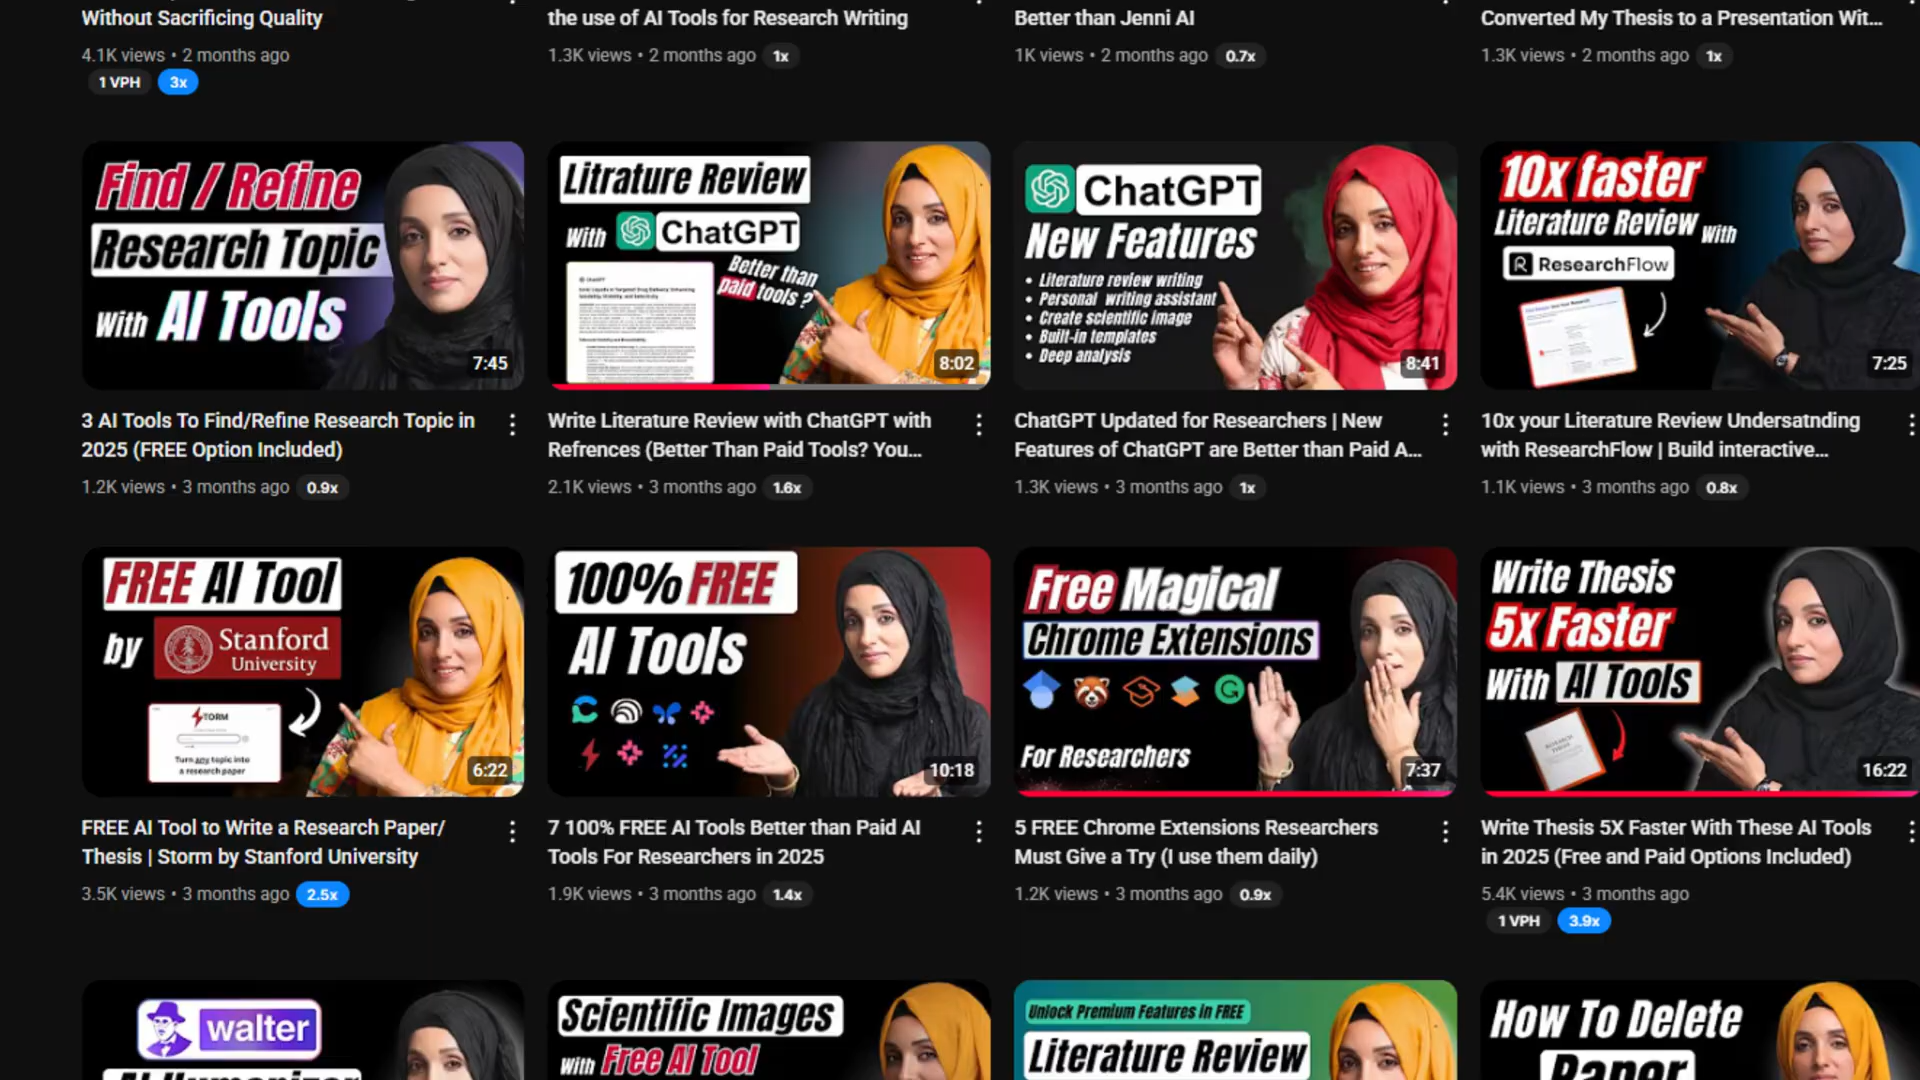 Without Sacrificing Quality
4.1K views • 2 months ago
1 VPH 3x
the use of AI Tools for Research Writing
1.3K views • 2 months ago 1x
Better than Jenni AI
1K views • 2 months ago 0.7x
Converted My Thesis to a Presentation Wit...
1.3K views • 2 months ago 1x
Find / Refine
Research Topic
With AI Tools
7:45
3 AI Tools To Find/Refine Research Topic in
2025 (FREE Option Included)
1.2K views • 3 months ago 0.9x
Litrature Review
With ChatGPT
Better than
paid tools ?
8:02
Write Literature Review with ChatGPT with
Refrences (Better Than Paid Tools? You...
2.1K views • 3 months ago 1.6x
ChatGPT
New Features
• Literature review writing
• Personal writing assistant
• Create scientific image
• Built-in templates
• Deep analysis
8:41
ChatGPT Updated for Researchers | New
Features of ChatGPT are Better than Paid A...
1.3K views • 3 months ago 1x
10x faster
Literature Review With
ResearchFlow
7:25
10x your Literature Review Undersatnding
with ResearchFlow | Build interactive...
1.1K views • 3 months ago 0.8x
FREE AI Tool
by Stanford
University
STORM
Turn any topic into
a research paper
6:22
FREE AI Tool to Write a Research Paper/
Thesis | Storm by Stanford University
3.5K views • 3 months ago 2.5x
100% FREE
AI Tools
10:18
7 100% FREE AI Tools Better than Paid AI
Tools For Researchers in 2025
1.9K views • 3 months ago 1.4x
Free Magical
Chrome Extensions
For Researchers
7:37
5 FREE Chrome Extensions Researchers
Must Give a Try (I use them daily)
1.2K views • 3 months ago 0.9x
Write Thesis
5x Faster
With AI Tools
16:22
Write Thesis 5X Faster With These AI Tools
in 2025 (Free and Paid Options Included)
5.4K views • 3 months ago
1 VPH 3.9x
walter
AI Humanizer
Scientific Images
With Free AI Tool
Unlock Premium Features in FREE
Literature Review
How To Delete
Paper